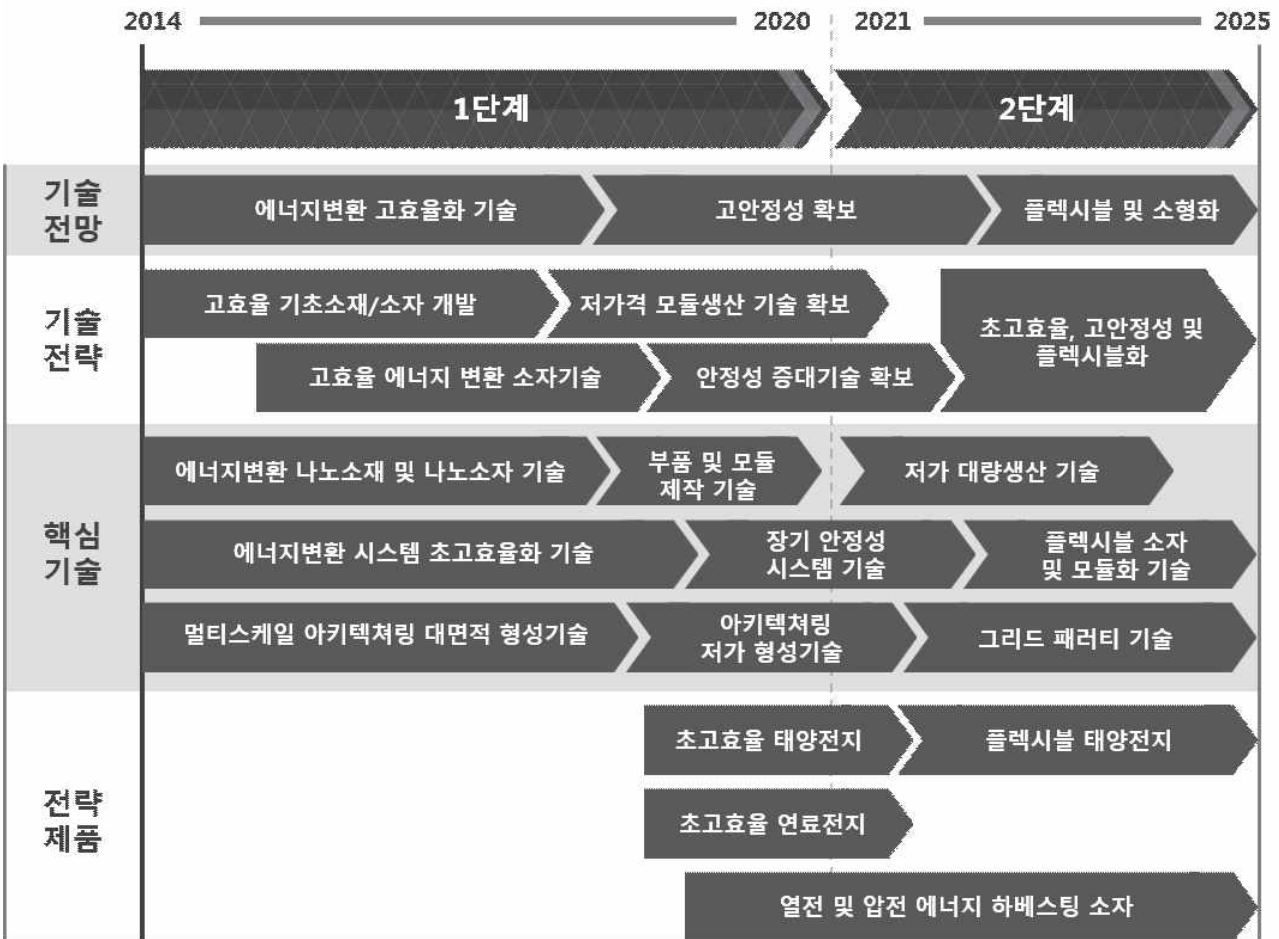 2014
2020
2021
2025
1단계
2단계
기술
전망
에너지변환 고효율화 기술
고안정성 확보
플렉시블 및 소형화
기술
전략
고효율 기초소재/소자 개발
저가격 모듈생산 기술 확보
고효율 에너지 변환 소자기술
안정성 증대기술 확보
초고효율, 고안정성 및
플렉시블화
핵심
기술
에너지변환 나노소재 및 나노소자 기술
부품 및 모듈
제작 기술
저가 대량생산 기술
에너지변환 시스템 초고효율화 기술
장기 안정성
시스템 기술
플렉시블 소자
및 모듈화 기술
멀티스케일 아키텍쳐링 대면적 형성기술
아키텍쳐링
저가 형성기술
그리드 패러티 기술
전략
제품
초고효율 태양전지
플렉시블 태양전지
초고효율 연료전지
열전 및 압전 에너지 하베스팅 소자